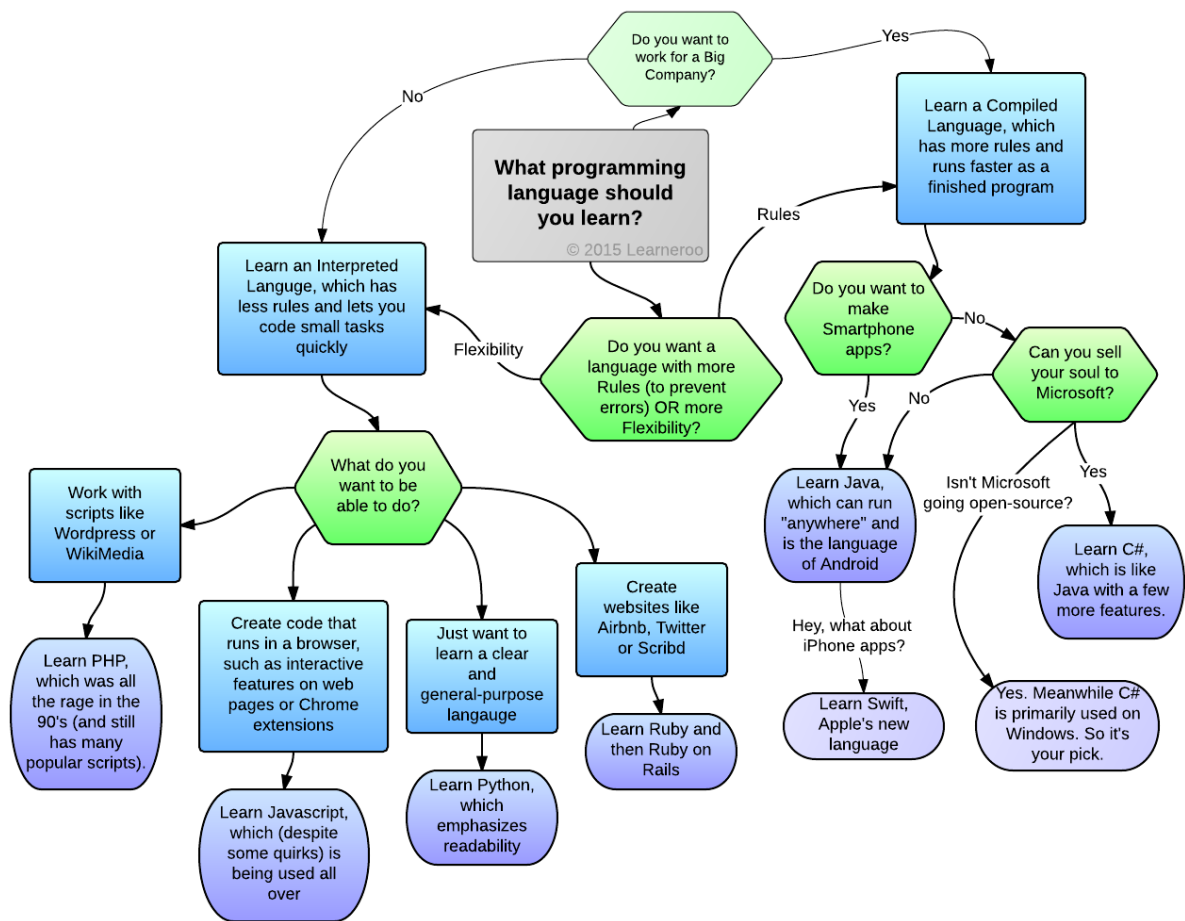 Do you want to
work for a Big
Company?
Yes
No
What programming
language should
you learn?
© 2015 Learneroo
Learn a Compiled
Language, which
has more rules and
runs faster as a
finished program
Rules
Learn an Interpreted
Languge, which has
less rules and lets you
code small tasks
quickly
Flexibility
Do you want a
language with more
Rules (to prevent
errors) OR more
Flexibility?
Do you want to
make
Smartphone
apps?
No
Can you sell
your soul to
Microsoft?
Yes
No
What do you
want to be
able to do?
Work with
scripts like
Wordpress or
WikiMedia
Learn Java,
which can run
"anywhere" and
is the language
of Android
Isn't Microsoft
going open-source?
Yes
Learn C#,
which is like
Java with a few
more features.
Create code that
runs in a browser,
such as interactive
features on web
pages or Chrome
extensions
Just want to
learn a clear
and
general-purpose
langauge
Create
websites like
Airbnb, Twitter
or Scribd
Hey, what about
iPhone apps?
Learn PHP,
which was all
the rage in the
90's (and still
has many
popular scripts).
Learn Javascript,
which (despite
some quirks) is
being used all
over
Learn Python,
which
emphasizes
readability
Learn Ruby and
then Ruby on
Rails
Learn Swift,
Apple's new
language
Yes. Meanwhile C#
is primarily used on
Windows. So it's
your pick.